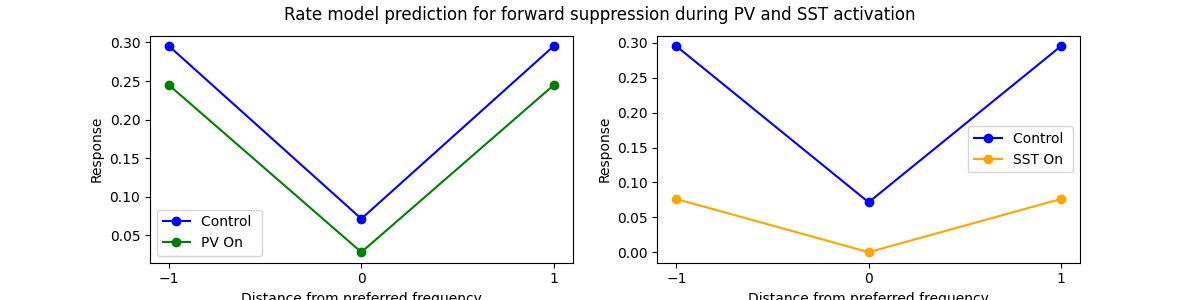 Rate model prediction for forward suppression during PV and SST activation
Response
0.30
0.25
0.20
0.15
0.10
0.05
Control
PV On
−1
0
1
Distance from preferred frequency
Response
0.30
0.25
0.20
0.15
0.10
0.05
0.00
Control
SST On
−1
0
1
Distance from preferred frequency